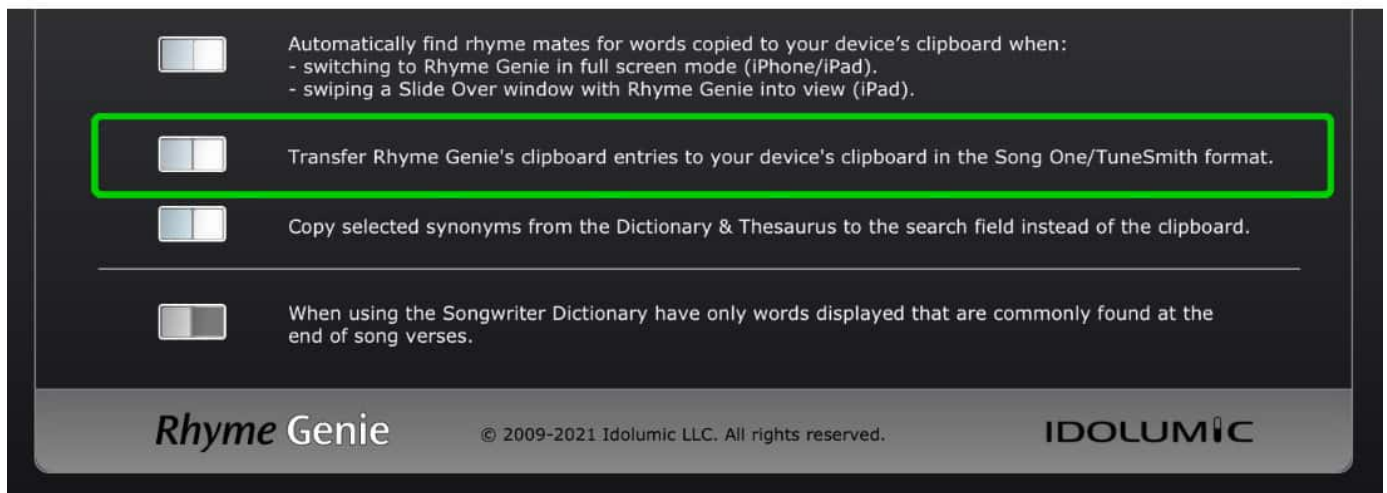 Automatically find rhyme mates for words copied to your device’s clipboard when:
- switching to Rhyme Genie in full screen mode (iPhone/iPad).
- swiping a Slide Over window with Rhyme Genie into view (iPad).
Transfer Rhyme Genie's clipboard entries to your device's clipboard in the Song One/TuneSmith format.
Copy selected synonyms from the Dictionary & Thesaurus to the search field instead of the clipboard.
When using the Songwriter Dictionary have only words displayed that are commonly found at the
end of song verses.
Rhyme Genie © 2009-2021 Idolumic LLC. All rights reserved. IDOLUMiC